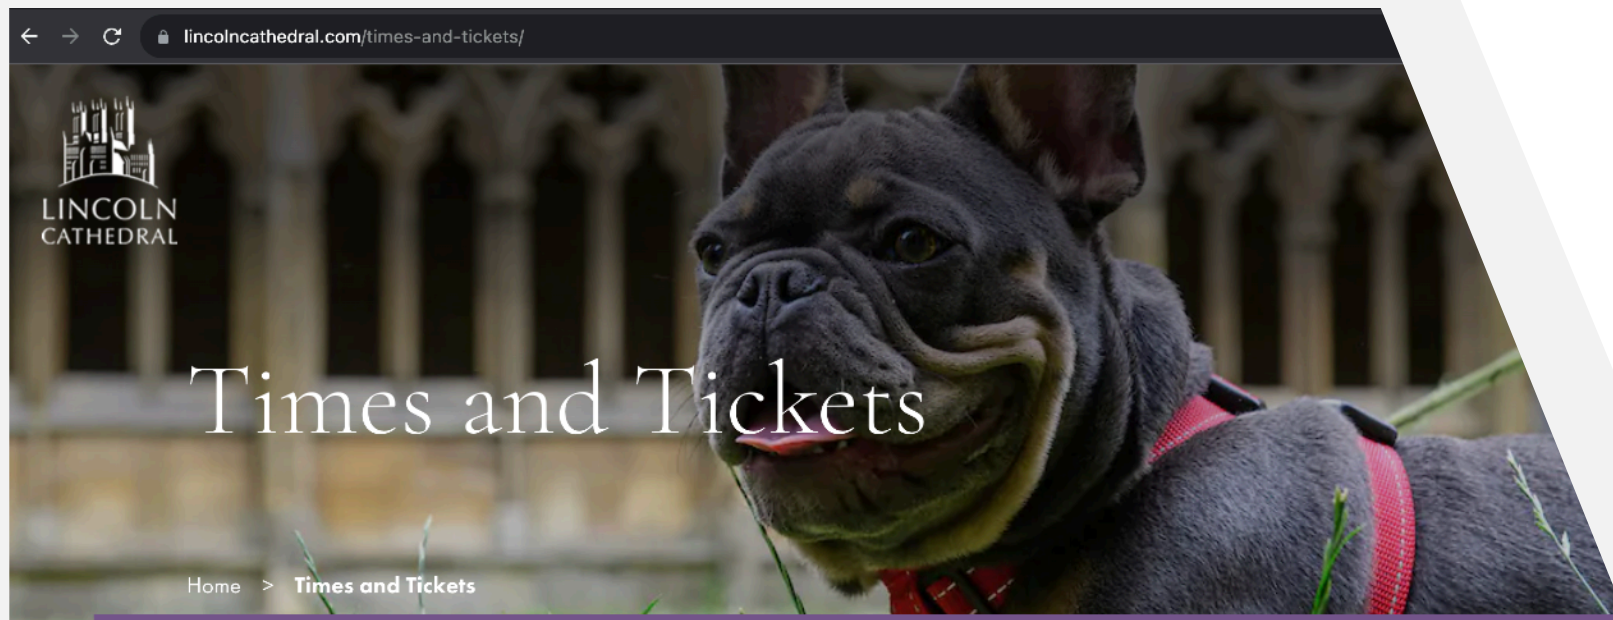 lincolncathedral.com/times-and-tickets/
LINCOLN
CATHEDRAL
Times and Tickets
Home > Times and Tickets